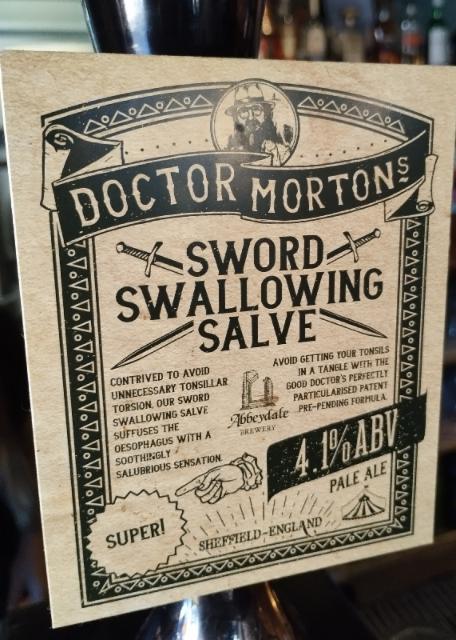 DOCTOR MORTONS
SWORD
SWALLOWING
SALVE
CONTRIVED TO AVOID
UNNECESSARY TONSILLAR
TORSION, OUR SWORD
SWALLOWING SALVE
SUFFUSES THE
OESOPHAGUS WITH A
SOOTHINGLY
SALUBRIOUS SENSATION.
AVOID GETTING YOUR TONSILS
IN A TANGLE WITH THE
GOOD DOCTOR'S PERFECTLY
PARTICULARISED PATENT
PRE-PENDING FORMULA.
Abbeydale
BREWERY
4.1% ABV
PALE ALE
SUPER!
SHEFFIELD-ENGLAND